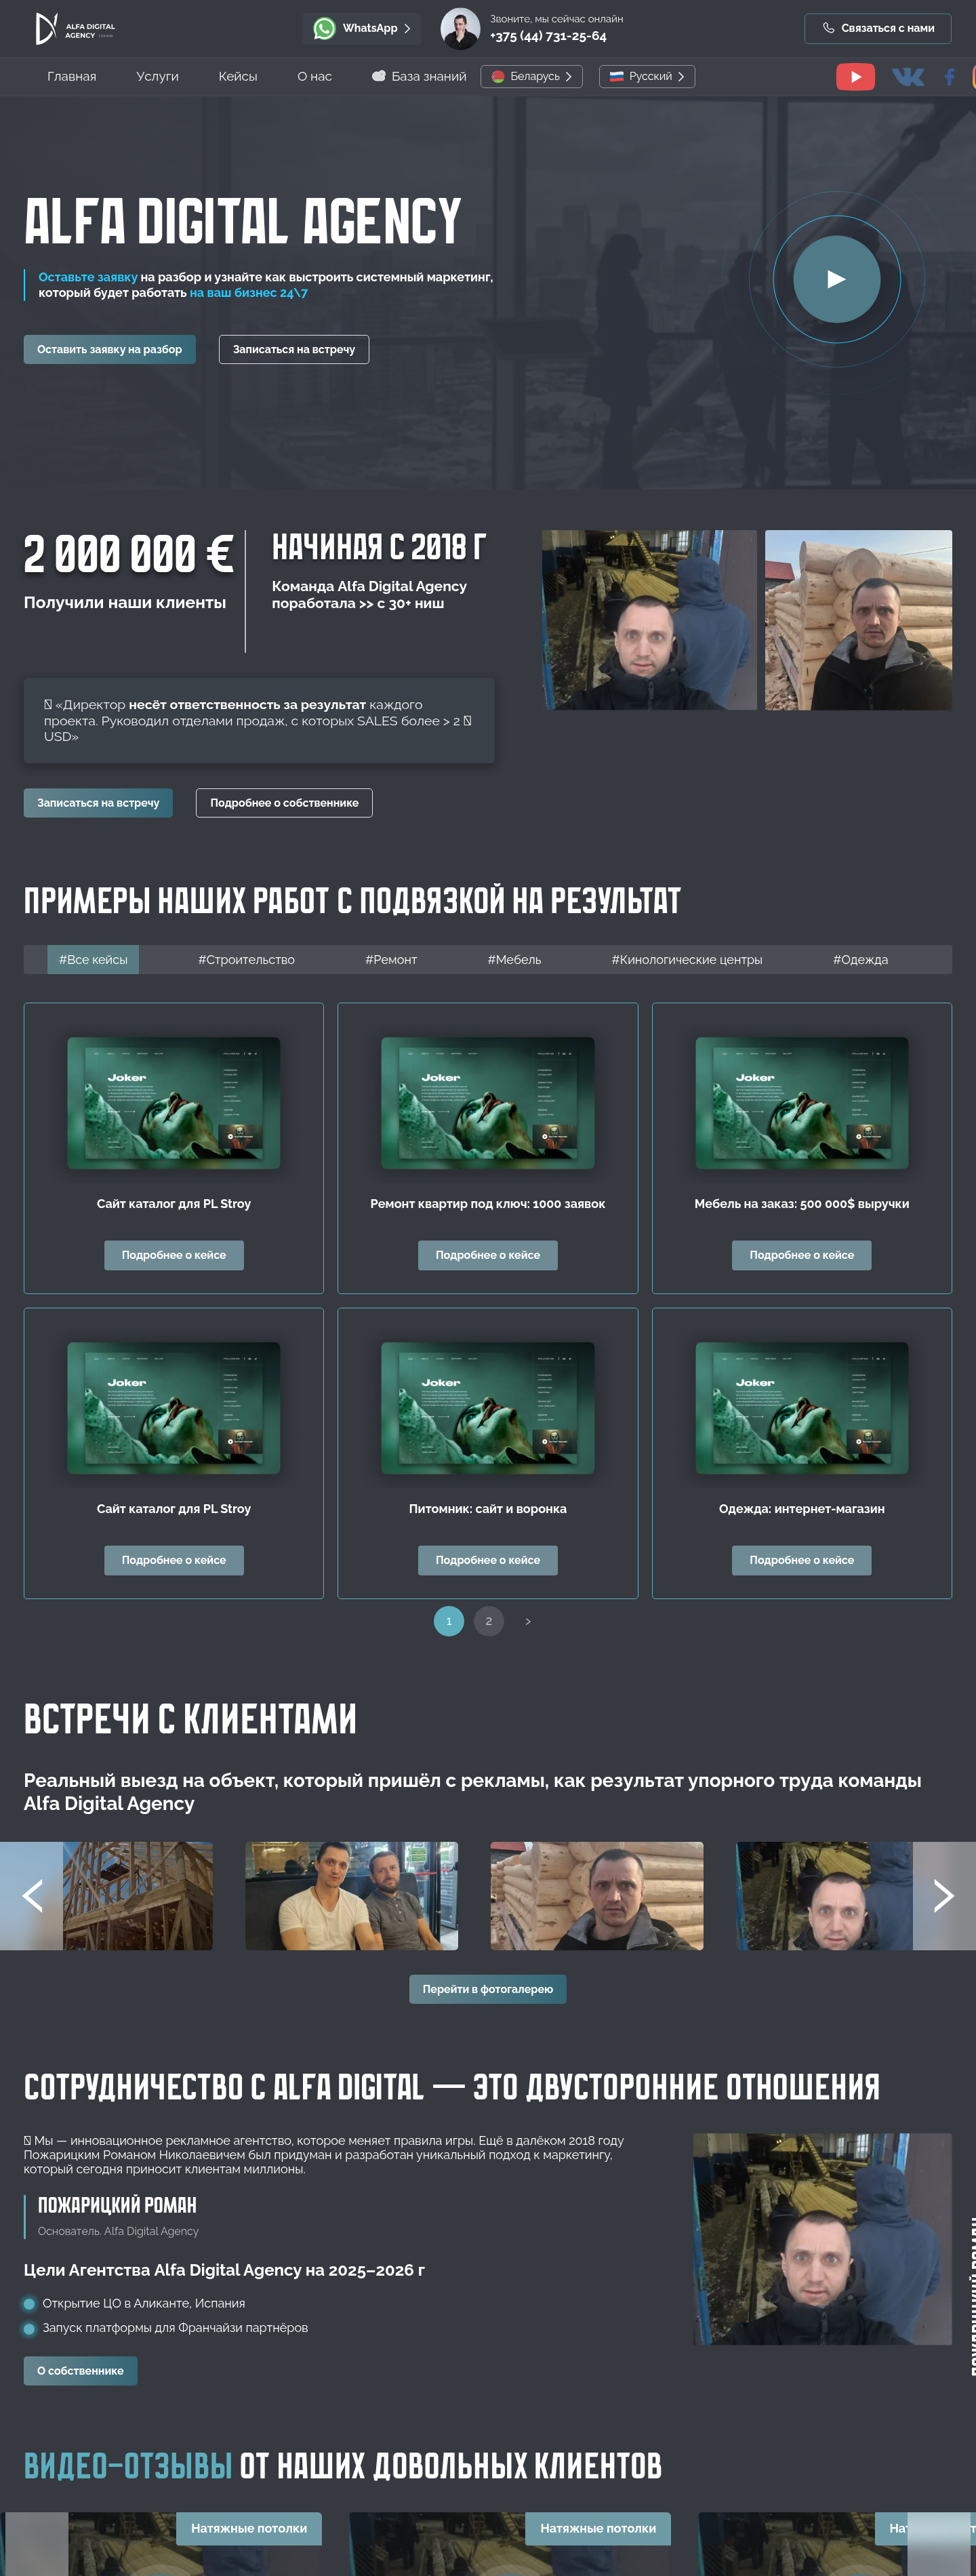 ALFA DIGITAL
AGENCY
WhatsApp
Звоните, мы сейчас онлайн
+375 (44) 731-25-64
Связаться с нами
Главная
Услуги
Кейсы
О нас
База знаний
Беларусь
Русский
ALFA DIGITAL AGENCY
Оставьте заявку на разбор и узнайте как выстроить системный маркетинг,
который будет работать на ваш бизнес 24\7
Оставить заявку на разбор
Записаться на встречу
2 000 000 €
Получили наши клиенты
НАЧИНАЯ С 2018 Г
Команда Alfa Digital Agency
поработала >> с 30+ ниш
«Директор несёт ответственность за результат каждого
проекта. Руководил отделами продаж, с которых SALES более > 2
USD»
Записаться на встречу
Подробнее о собственнике
ПРИМЕРЫ НАШИХ РАБОТ С ПОДВЯЗКОЙ НА РЕЗУЛЬТАТ
#Все кейсы
#Строительство
#Ремонт
#Мебель
#Кинологические центры
#Одежда
Joker
Joker
Joker
Сайт каталог для PL Stroy
Ремонт квартир под ключ: 1000 заявок
Мебель на заказ: 500 000$ выручки
Подробнее о кейсе
Подробнее о кейсе
Подробнее о кейсе
Joker
Joker
Joker
Сайт каталог для PL Stroy
Питомник: сайт и воронка
Одежда: интернет-магазин
Подробнее о кейсе
Подробнее о кейсе
Подробнее о кейсе
1
2
>
ВСТРЕЧИ С КЛИЕНТАМИ
Реальный выезд на объект, который пришёл с рекламы, как результат упорного труда команды
Alfa Digital Agency
Перейти в фотогалерею
СОТРУДНИЧЕСТВО С ALFA DIGITAL — ЭТО ДВУСТОРОННИЕ ОТНОШЕНИЯ
Мы — инновационное рекламное агентство, которое меняет правила игры. Ещё в далёком 2018 году
Пожарицким Романом Николаевичем был придуман и разработан уникальный подход к маркетингу,
который сегодня приносит клиентам миллионы.
ПОЖАРИЦКИЙ РОМАН
Основатель. Alfa Digital Agency
Цели Агентства Alfa Digital Agency на 2025–2026 г
Открытие ЦО в Аликанте, Испания
Запуск платформы для Франчайзи партнёров
О собственнике
ВИДЕО-ОТЗЫВЫ ОТ НАШИХ ДОВОЛЬНЫХ КЛИЕНТОВ
Натяжные потолки
Натяжные потолки